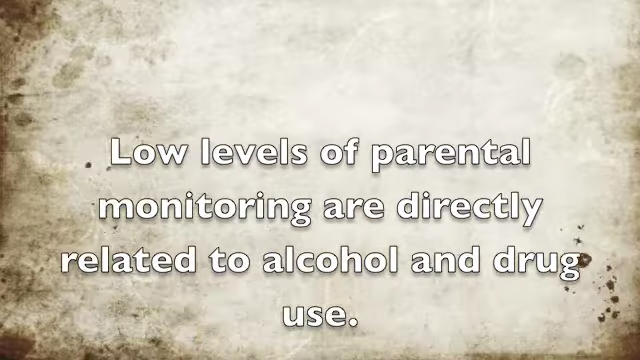 Low levels of parental
monitoring are directly
related to alcohol and drug
use.